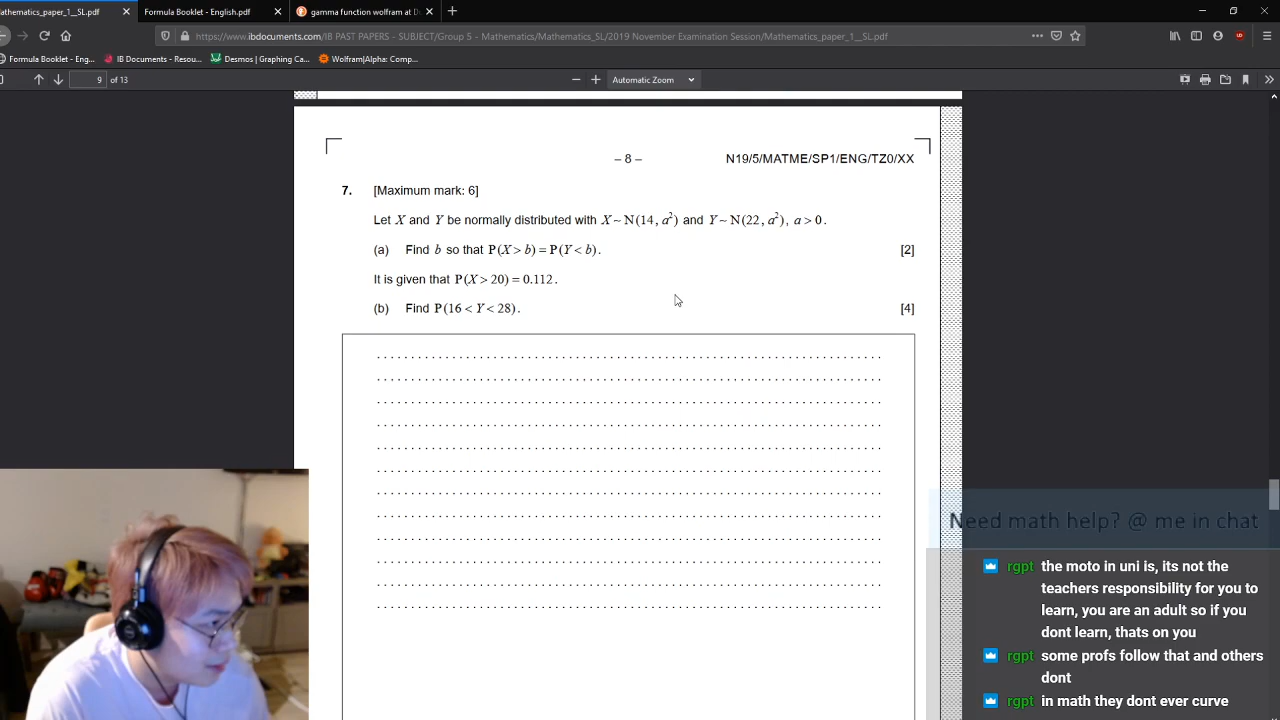 athematics_paper_1__SL.pdf
Formula Booklet - English.pdf
gamma function wolfram at D
https://www.ibdocuments.com/IB PAST PAPERS - SUBJECT/Group 5 - Mathematics/Mathematics_SL/2019 November Examination Session/Mathematics_paper_1__SL.pdf
Formula Booklet - Eng...
IB Documents - Resou...
Desmos | Graphing Ca...
Wolfram|Alpha: Comp...
9 of 13
Automatic Zoom
– 8 –
N19/5/MATME/SP1/ENG/TZ0/XX
7. [Maximum mark: 6]
Let X and Y be normally distributed with X ~ N(14, a²) and Y ~ N(22, a²), a > 0.
(a) Find b so that P(X > b) = P(Y < b). [2]
It is given that P(X > 20) = 0.112.
(b) Find P(16 < Y < 28). [4]
Need math help? @ me in chat
rgpt the moto in uni is, its not the
teachers responsibility for you to
learn, you are an adult so if you
dont learn, thats on you
rgpt some profs follow that and others
dont
rgpt in math they dont ever curve